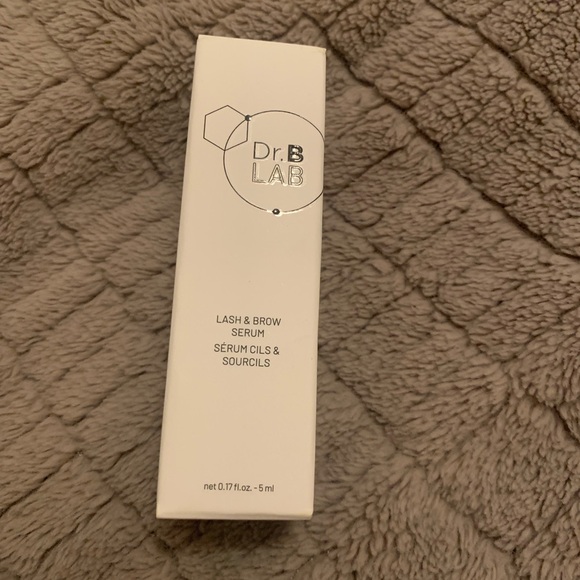 Dr.B
LAB
LASH & BROW
SERUM
SÉRUM CILS &
SOURCILS
net 0.17 fl.oz. - 5 ml